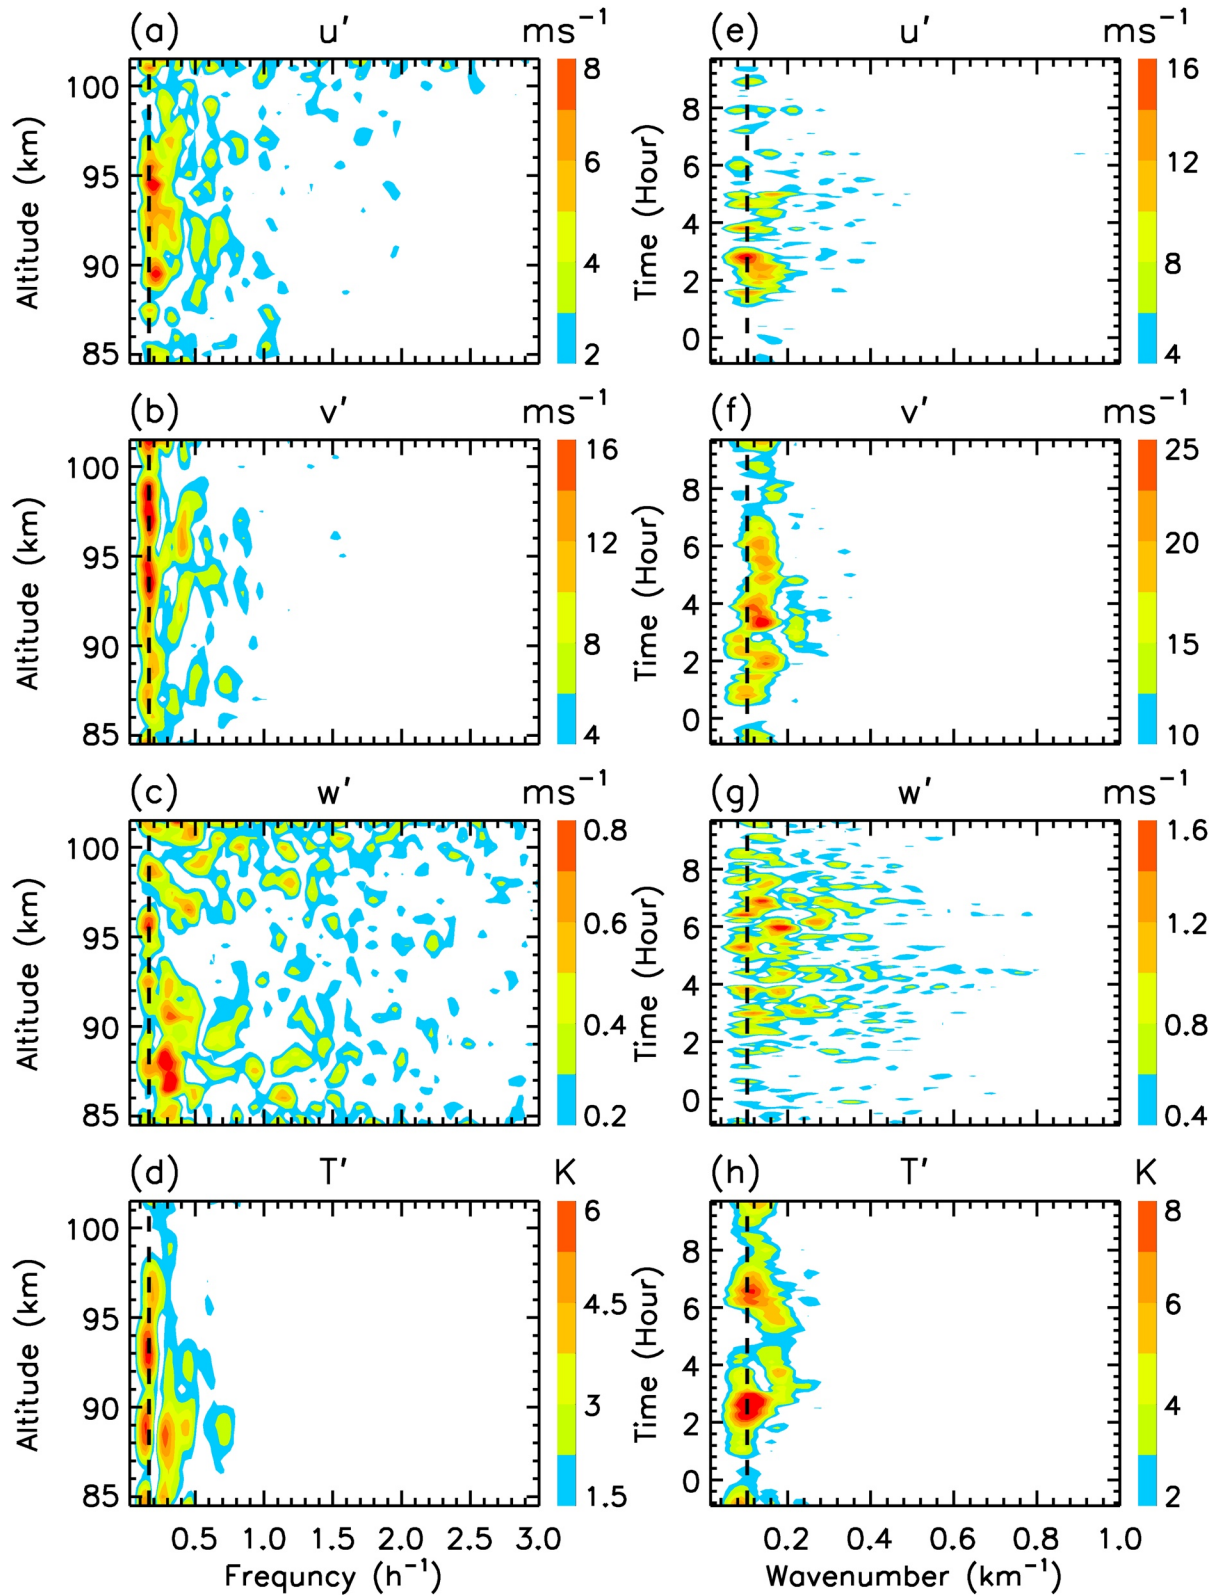 (a) u′ ms⁻¹ (e) u′ ms⁻¹
100 95 90 85
Altitude (km)
8 6 4 2
8 6 4 2 0
Time (Hour)
16 12 8 4
(b) v′ ms⁻¹ (f) v′ ms⁻¹
100 95 90 85
Altitude (km)
16 12 8 4
8 6 4 2 0
Time (Hour)
25 20 15 10
(c) w′ ms⁻¹ (g) w′ ms⁻¹
100 95 90 85
Altitude (km)
0.8 0.6 0.4 0.2
8 6 4 2 0
Time (Hour)
1.6 1.2 0.8 0.4
(d) T′ K (h) T′ K
100 95 90 85
Altitude (km)
6 4.5 3 1.5
8 6 4 2 0
Time (Hour)
8 6 4 2
0.5 1.0 1.5 2.0 2.5 3.0 0.2 0.4 0.6 0.8 1.0
Frequncy (h⁻¹) Wavenumber (km⁻¹)